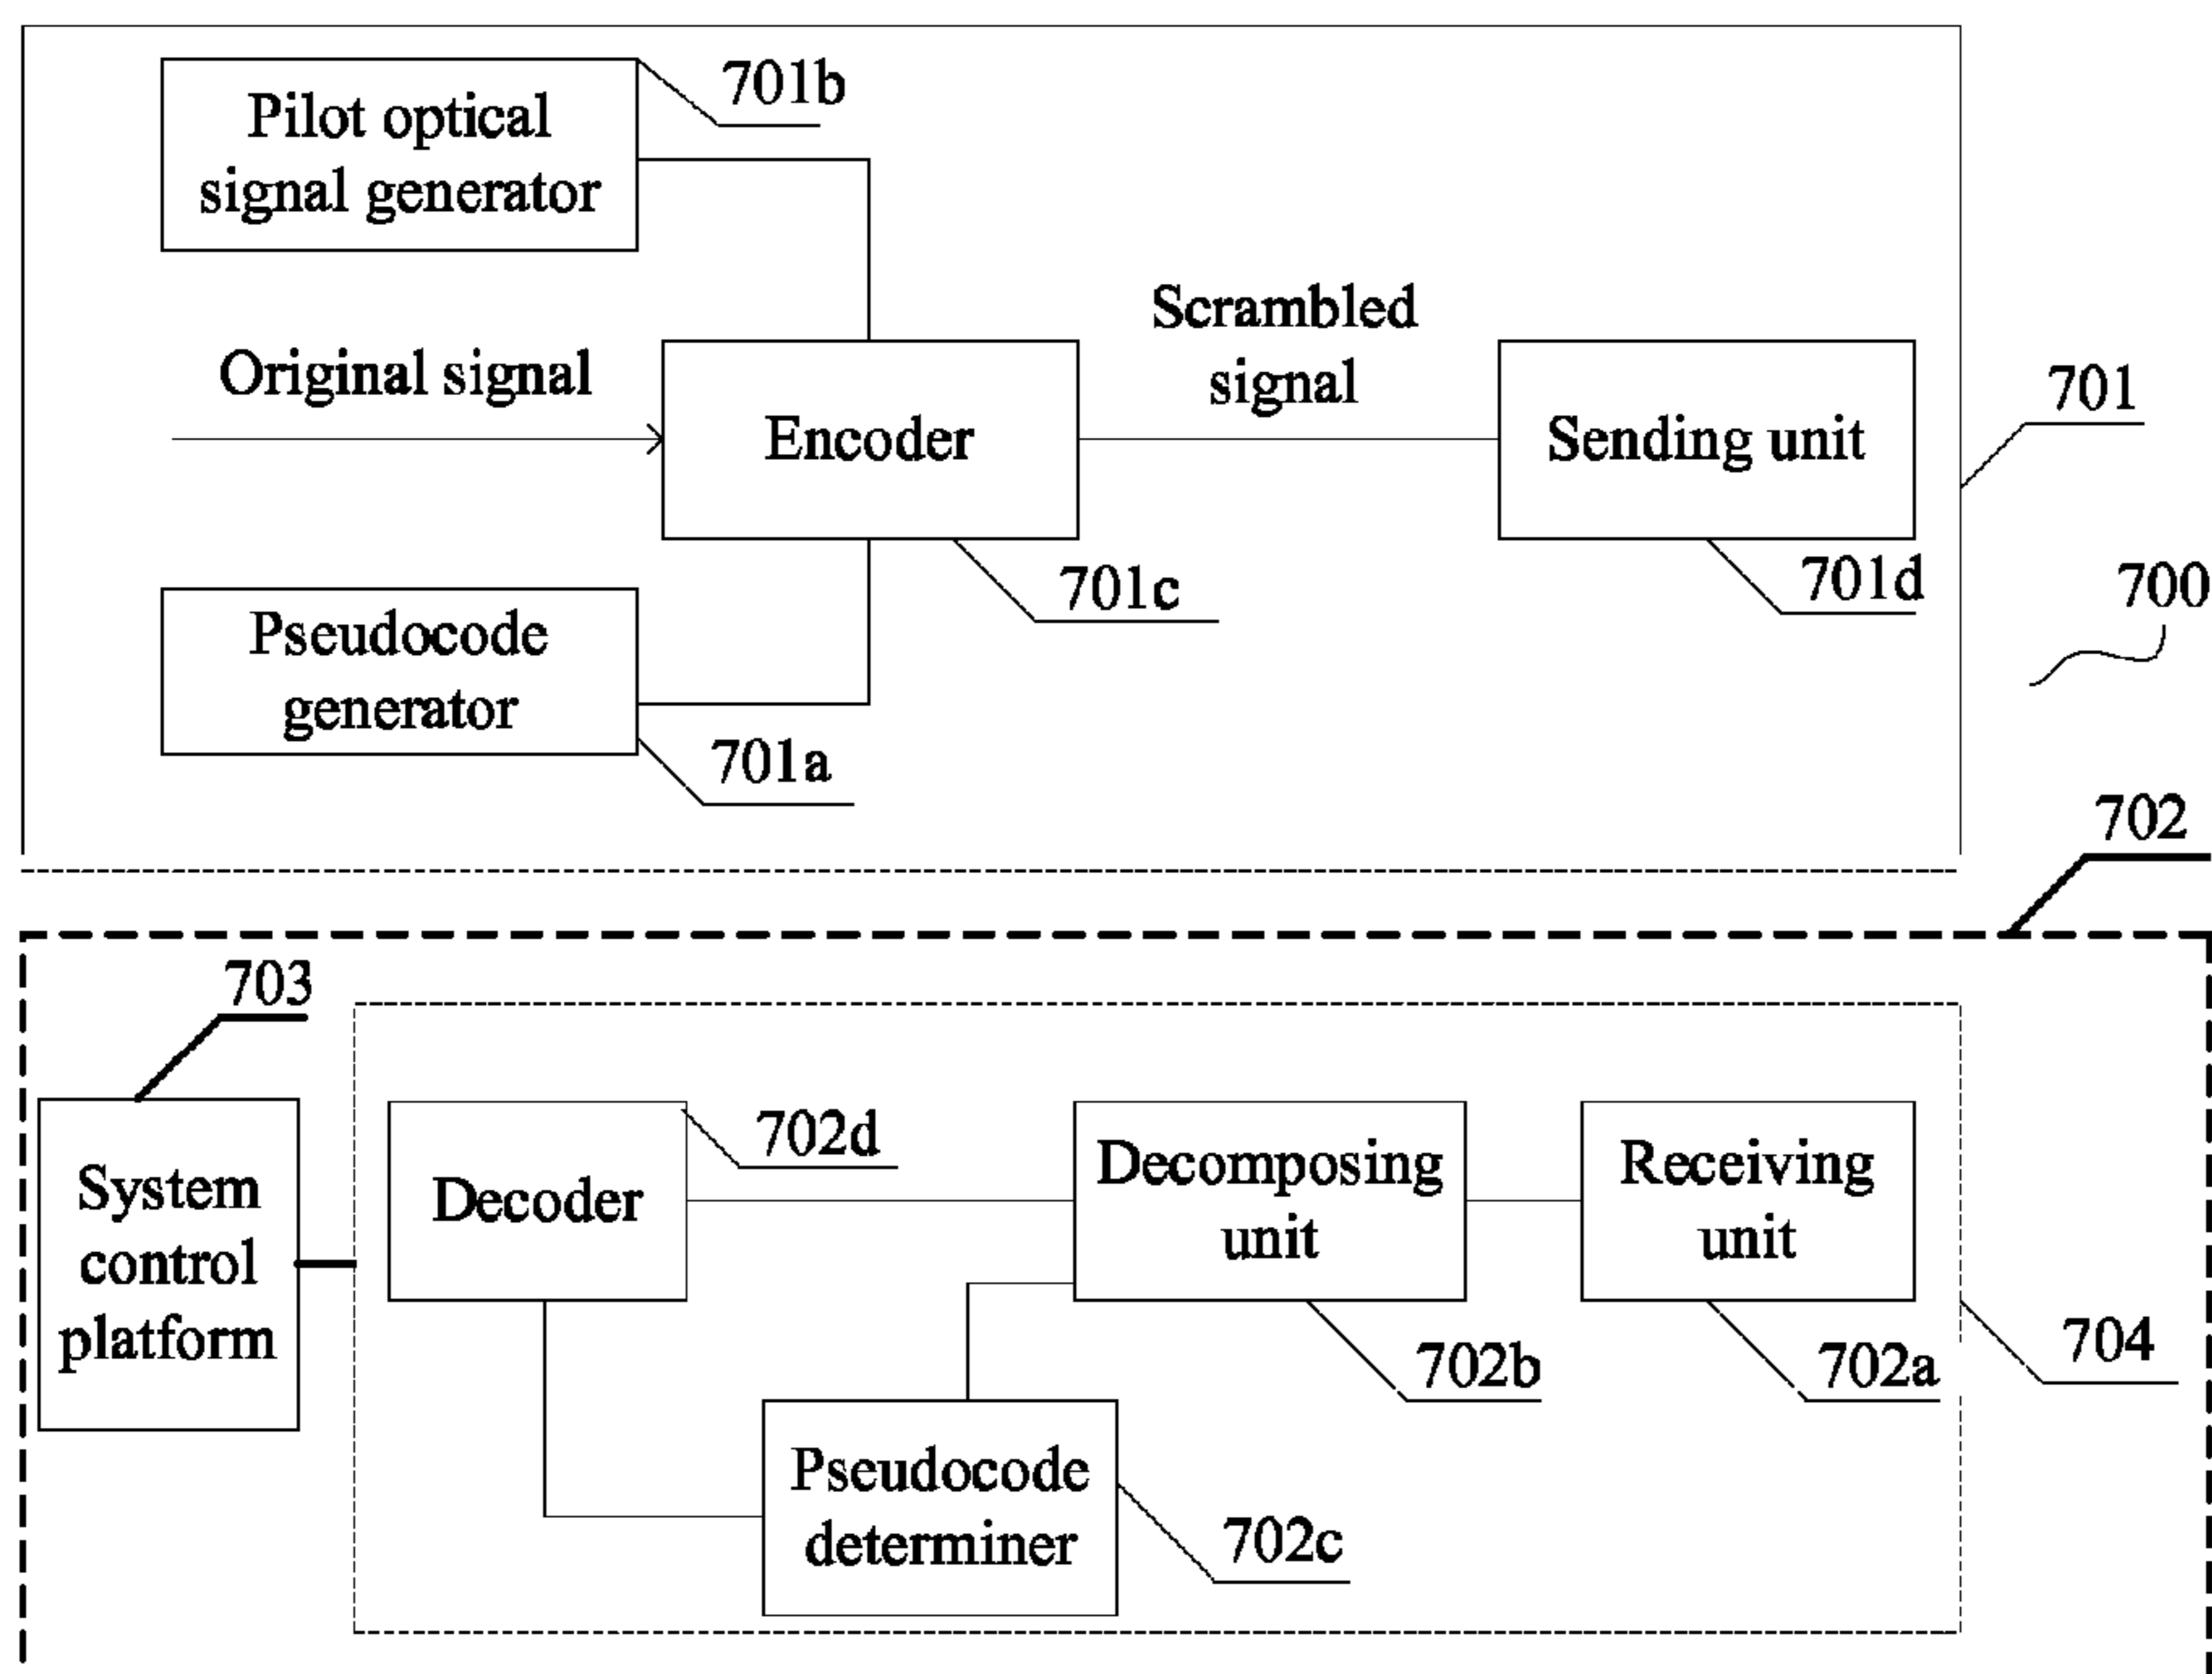 Pilot optical
signal generator
701b
Original signal
Encoder
701c
Scrambled
signal
Sending unit
701d
701
700
Pseudocode
generator
701a
702
703
System
control
platform
Decoder
702d
Decomposing
unit
702b
Receiving
unit
702a
704
Pseudocode
determiner
702c